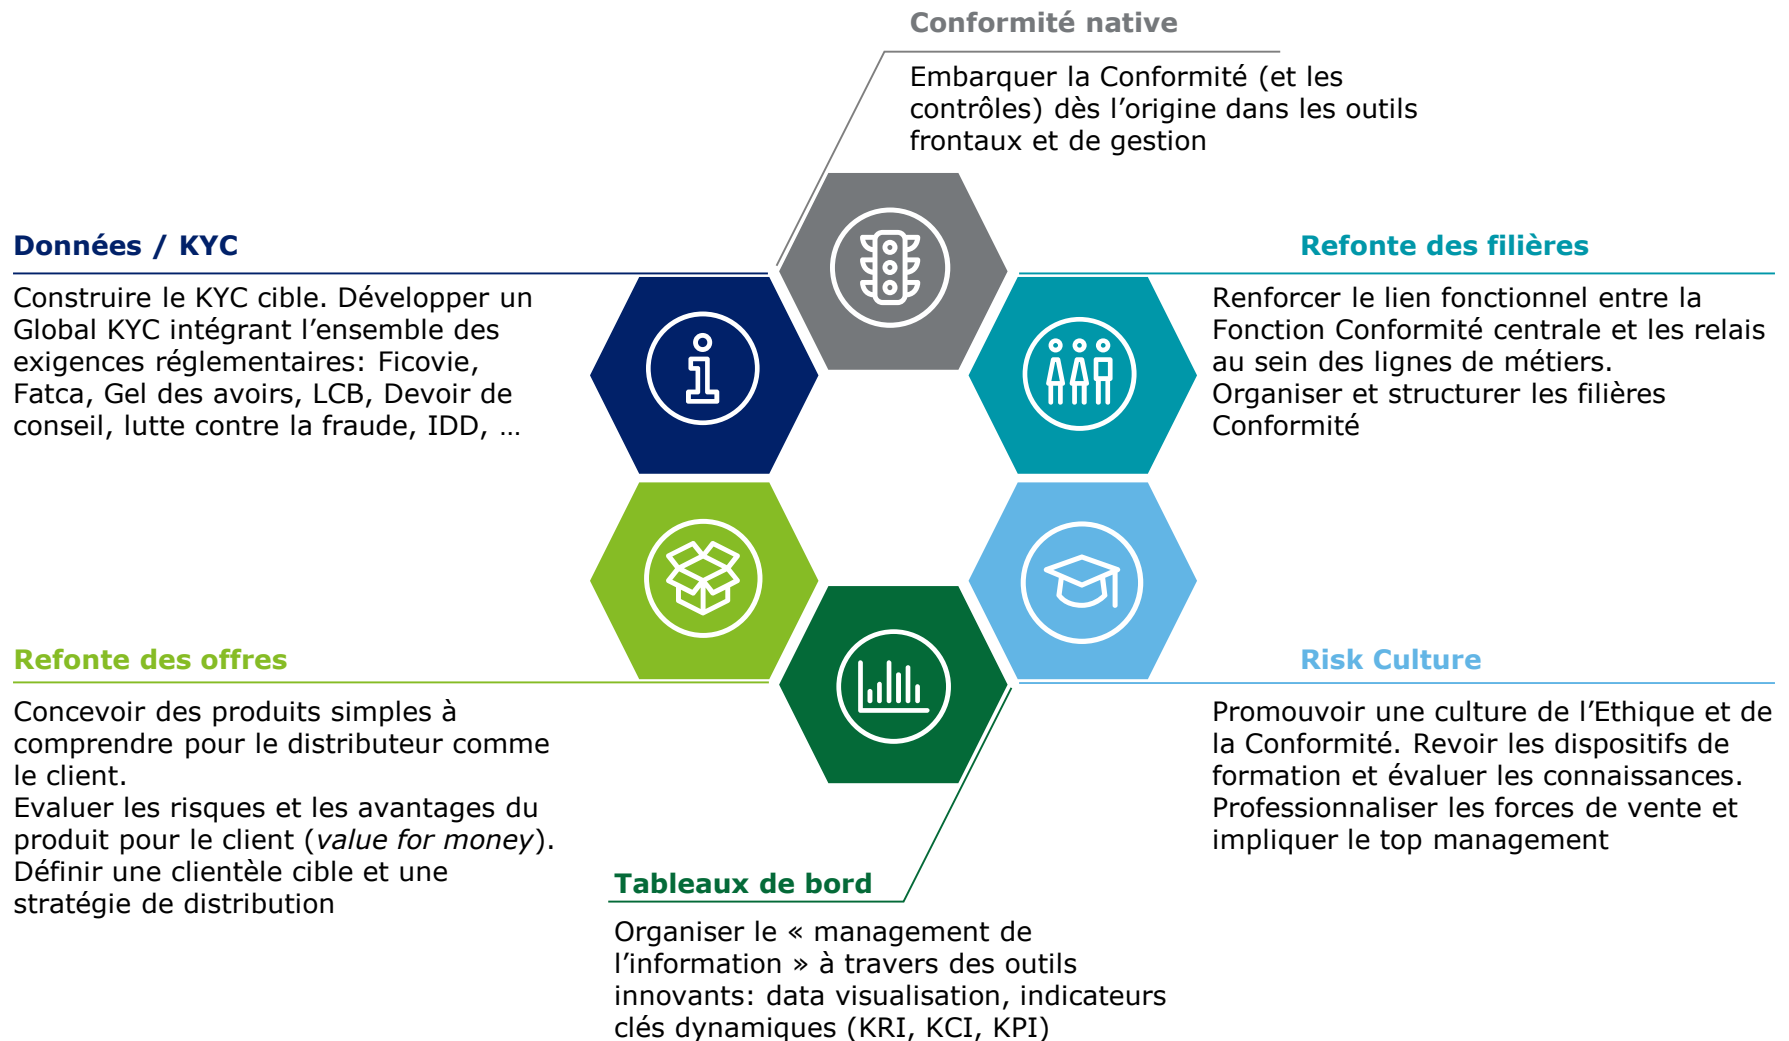 Conformité native
Embarquer la Conformité (et les
contrôles) dès l’origine dans les outils
frontaux et de gestion
Données / KYC
Construire le KYC cible. Développer un
Global KYC intégrant l’ensemble des
exigences réglementaires: Ficovie,
Fatca, Gel des avoirs, LCB, Devoir de
conseil, lutte contre la fraude, IDD, …
Refonte des filières
Renforcer le lien fonctionnel entre la
Fonction Conformité centrale et les relais
au sein des lignes de métiers.
Organiser et structurer les filières
Conformité
Refonte des offres
Concevoir des produits simples à
comprendre pour le distributeur comme
le client.
Evaluer les risques et les avantages du
produit pour le client (value for money).
Définir une clientèle cible et une
stratégie de distribution
Risk Culture
Promouvoir une culture de l’Ethique et de
la Conformité. Revoir les dispositifs de
formation et évaluer les connaissances.
Professionnaliser les forces de vente et
impliquer le top management
Tableaux de bord
Organiser le « management de
l’information » à travers des outils
innovants: data visualisation, indicateurs
clés dynamiques (KRI, KCI, KPI)